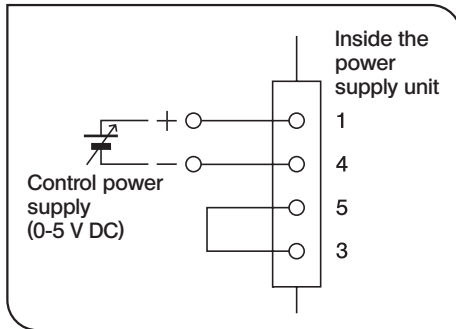 Inside the
power
supply unit
+
1
−
4
Control power
supply
(0-5 V DC)
5
3